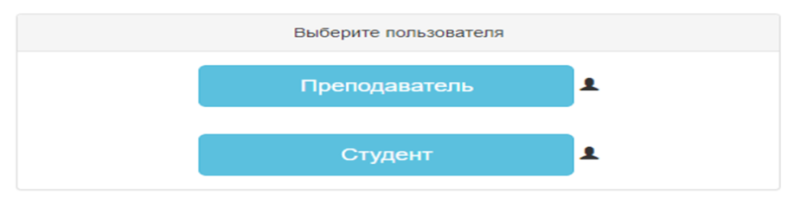 Выберите пользователя
Преподаватель
Студент